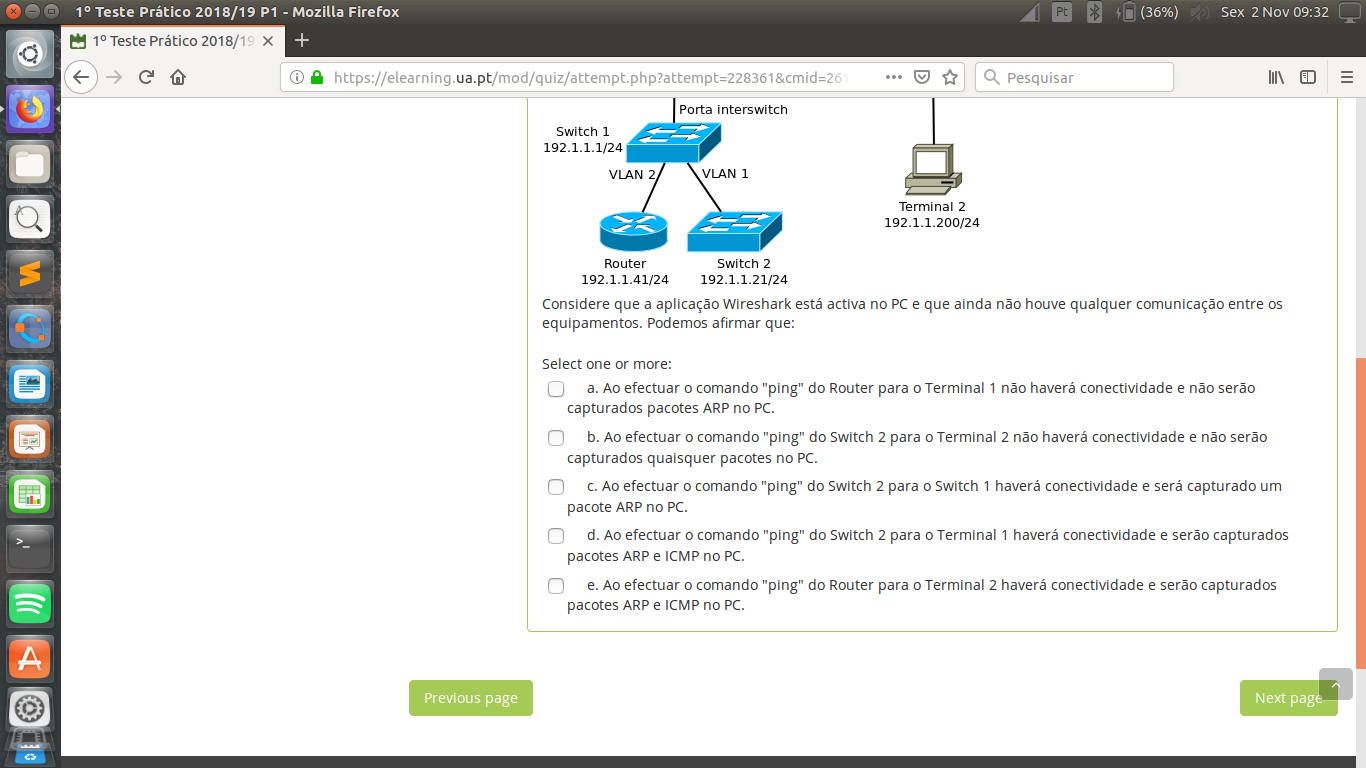 1º Teste Prático 2018/19 P1 - Mozilla Firefox
Pt
(36%)
Sex 2 Nov 09:32
1º Teste Prático 2018/19
https://elearning.ua.pt/mod/quiz/attempt.php?attempt=228361&cmid=261
Pesquisar
Porta interswitch
Switch 1
192.1.1.1/24
VLAN 2
VLAN 1
Terminal 2
192.1.1.200/24
Router
192.1.1.41/24
Switch 2
192.1.1.21/24
Considere que a aplicação Wireshark está activa no PC e que ainda não houve qualquer comunicação entre os
equipamentos. Podemos afirmar que:
Select one or more:
a. Ao efectuar o comando "ping" do Router para o Terminal 1 não haverá conectividade e não serão
capturados pacotes ARP no PC.
b. Ao efectuar o comando "ping" do Switch 2 para o Terminal 2 não haverá conectividade e não serão
capturados quaisquer pacotes no PC.
c. Ao efectuar o comando "ping" do Switch 2 para o Switch 1 haverá conectividade e será capturado um
pacote ARP no PC.
d. Ao efectuar o comando "ping" do Switch 2 para o Terminal 1 haverá conectividade e serão capturados
pacotes ARP e ICMP no PC.
e. Ao efectuar o comando "ping" do Router para o Terminal 2 haverá conectividade e serão capturados
pacotes ARP e ICMP no PC.
Previous page
Next page